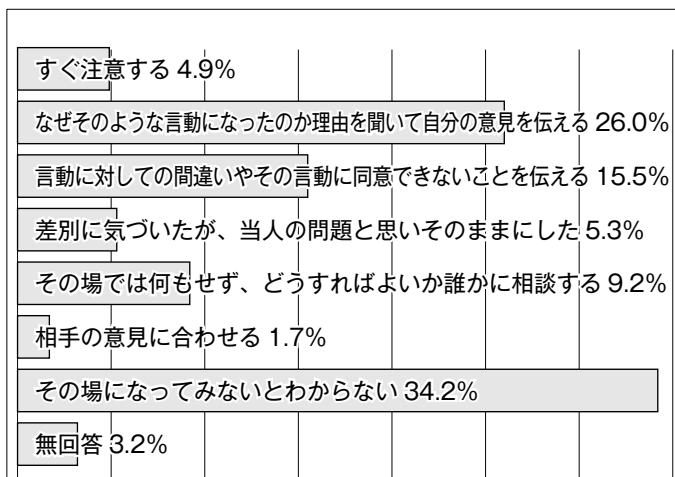 すぐ注意する 4.9%
なぜそのような言動になったのか理由を聞いて自分の意見を伝える 26.0%
言動に対しての間違いやその言動に同意できないことを伝える 15.5%
差別に気づいたが、当人の問題と思いそのままにした 5.3%
その場では何もせず、どうすればよいか誰かに相談する 9.2%
相手の意見に合わせる 1.7%
その場になってみないとわからない 34.2%
無回答 3.2%